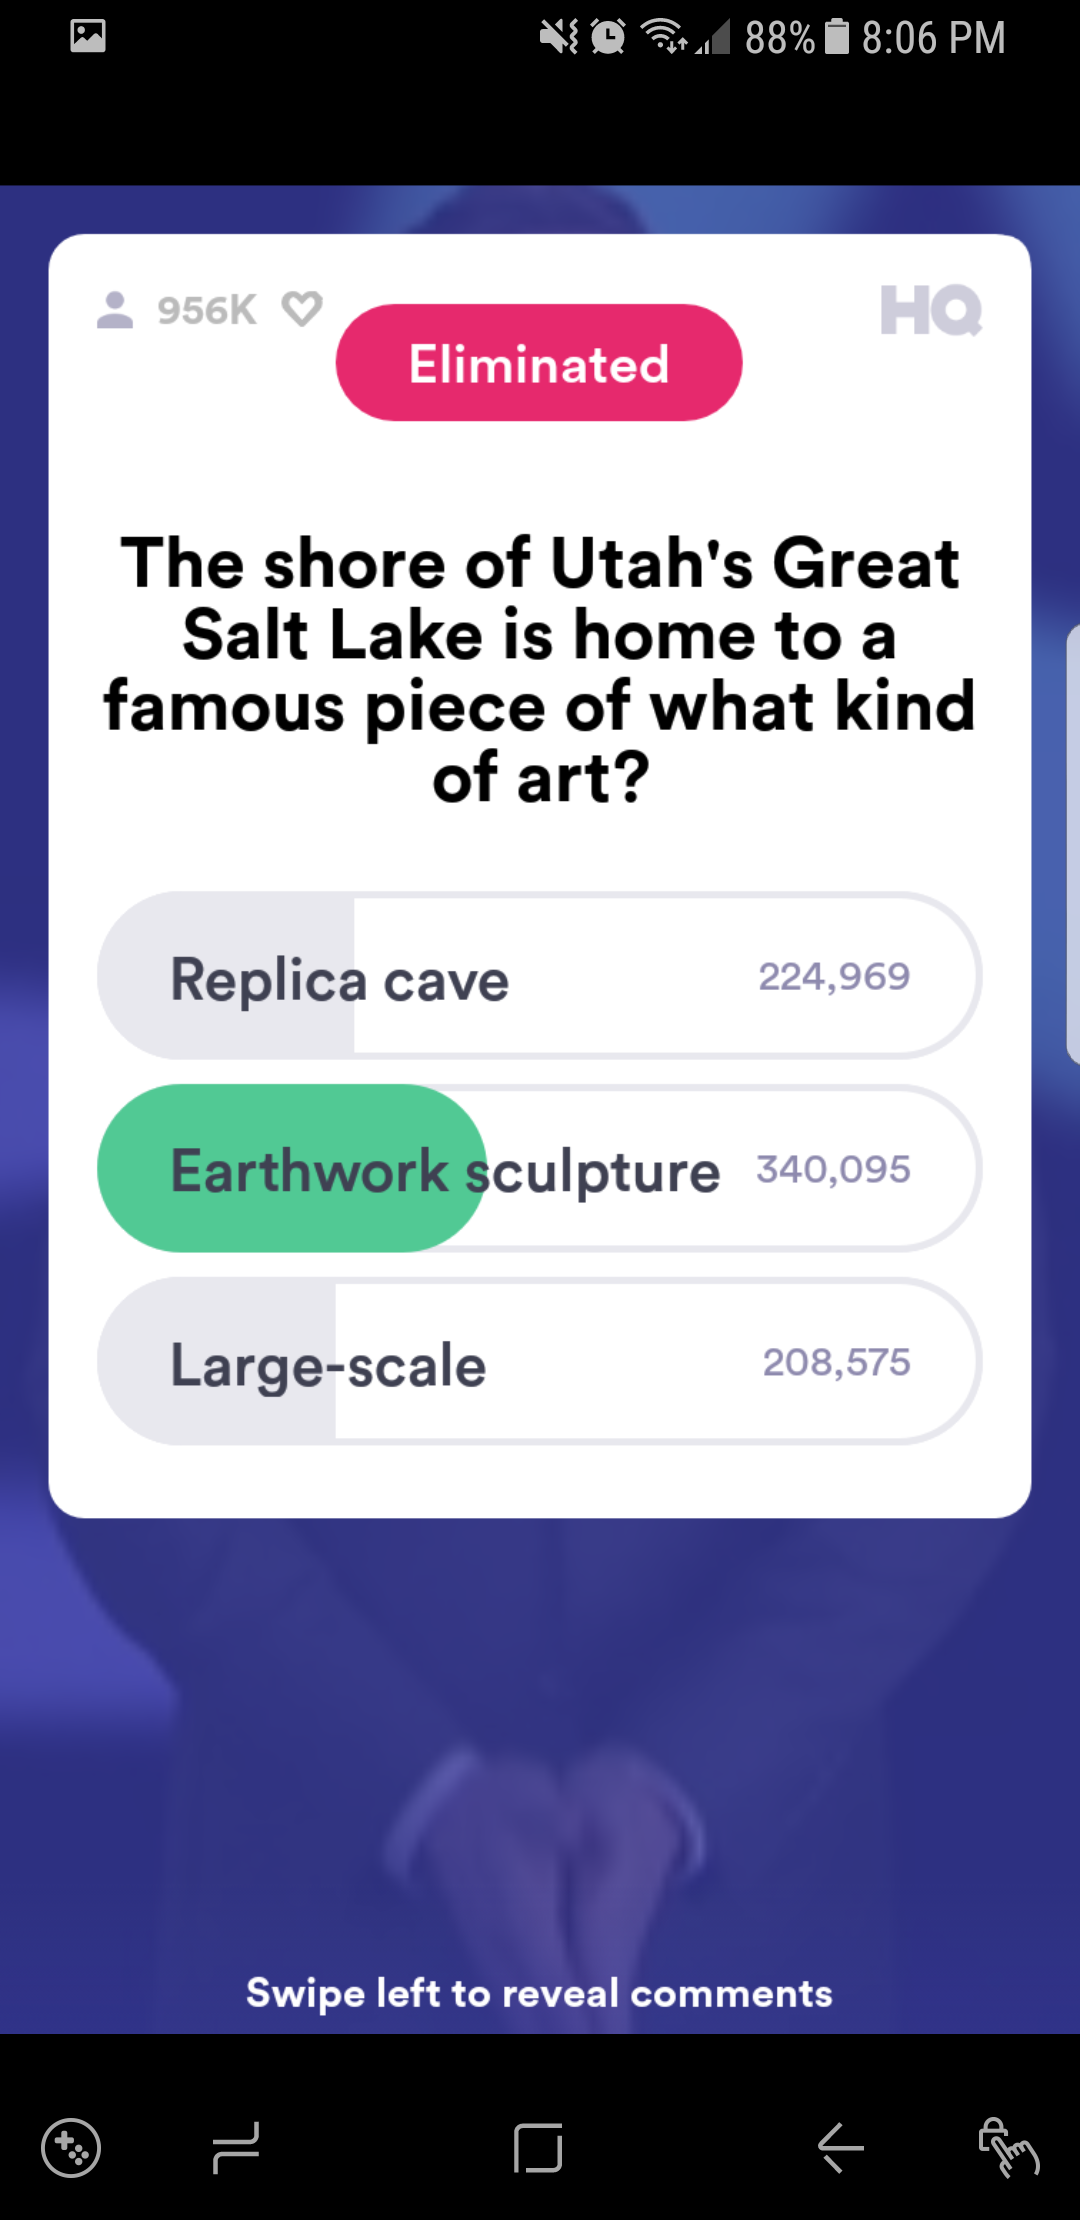 88% 8:06 PM
956K HQ
Eliminated
The shore of Utah's Great
Salt Lake is home to a
famous piece of what kind
of art?
Replica cave 224,969
Earthwork sculpture 340,095
Large-scale 208,575
Swipe left to reveal comments